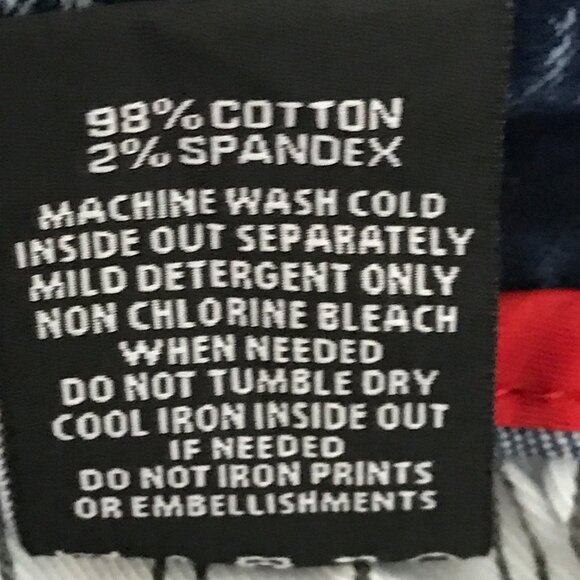 98% COTTON
2% SPANDEX
MACHINE WASH COLD
INSIDE OUT SEPARATELY
MILD DETERGENT ONLY
NON CHLORINE BLEACH
WHEN NEEDED
DO NOT TUMBLE DRY
COOL IRON INSIDE OUT
IF NEEDED
DO NOT IRON PRINTS
OR EMBELLISHMENTS